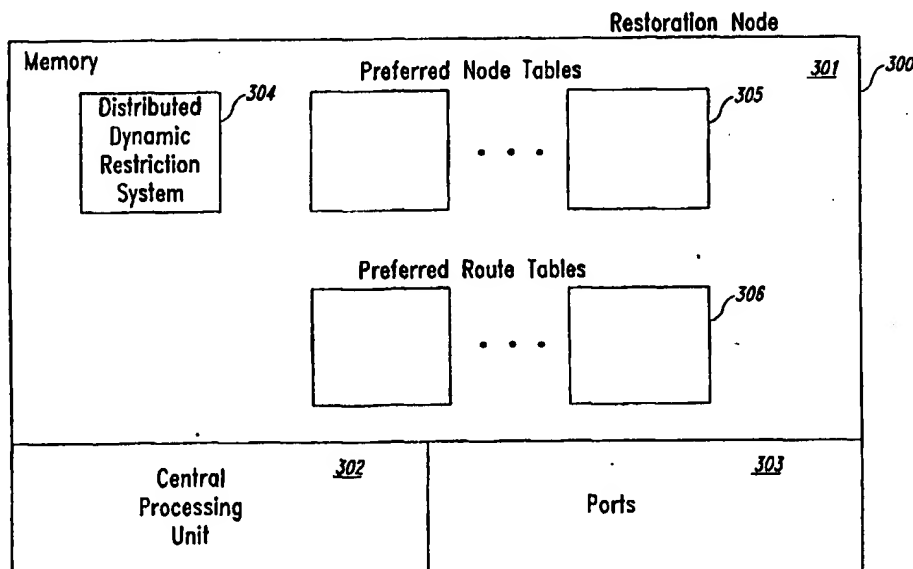 Restoration Node
Memory
Preferred Node Tables
301
300
304
305
Distributed
Dynamic
Restriction
System
Preferred Route Tables
306
302
303
Central
Processing
Unit
Ports